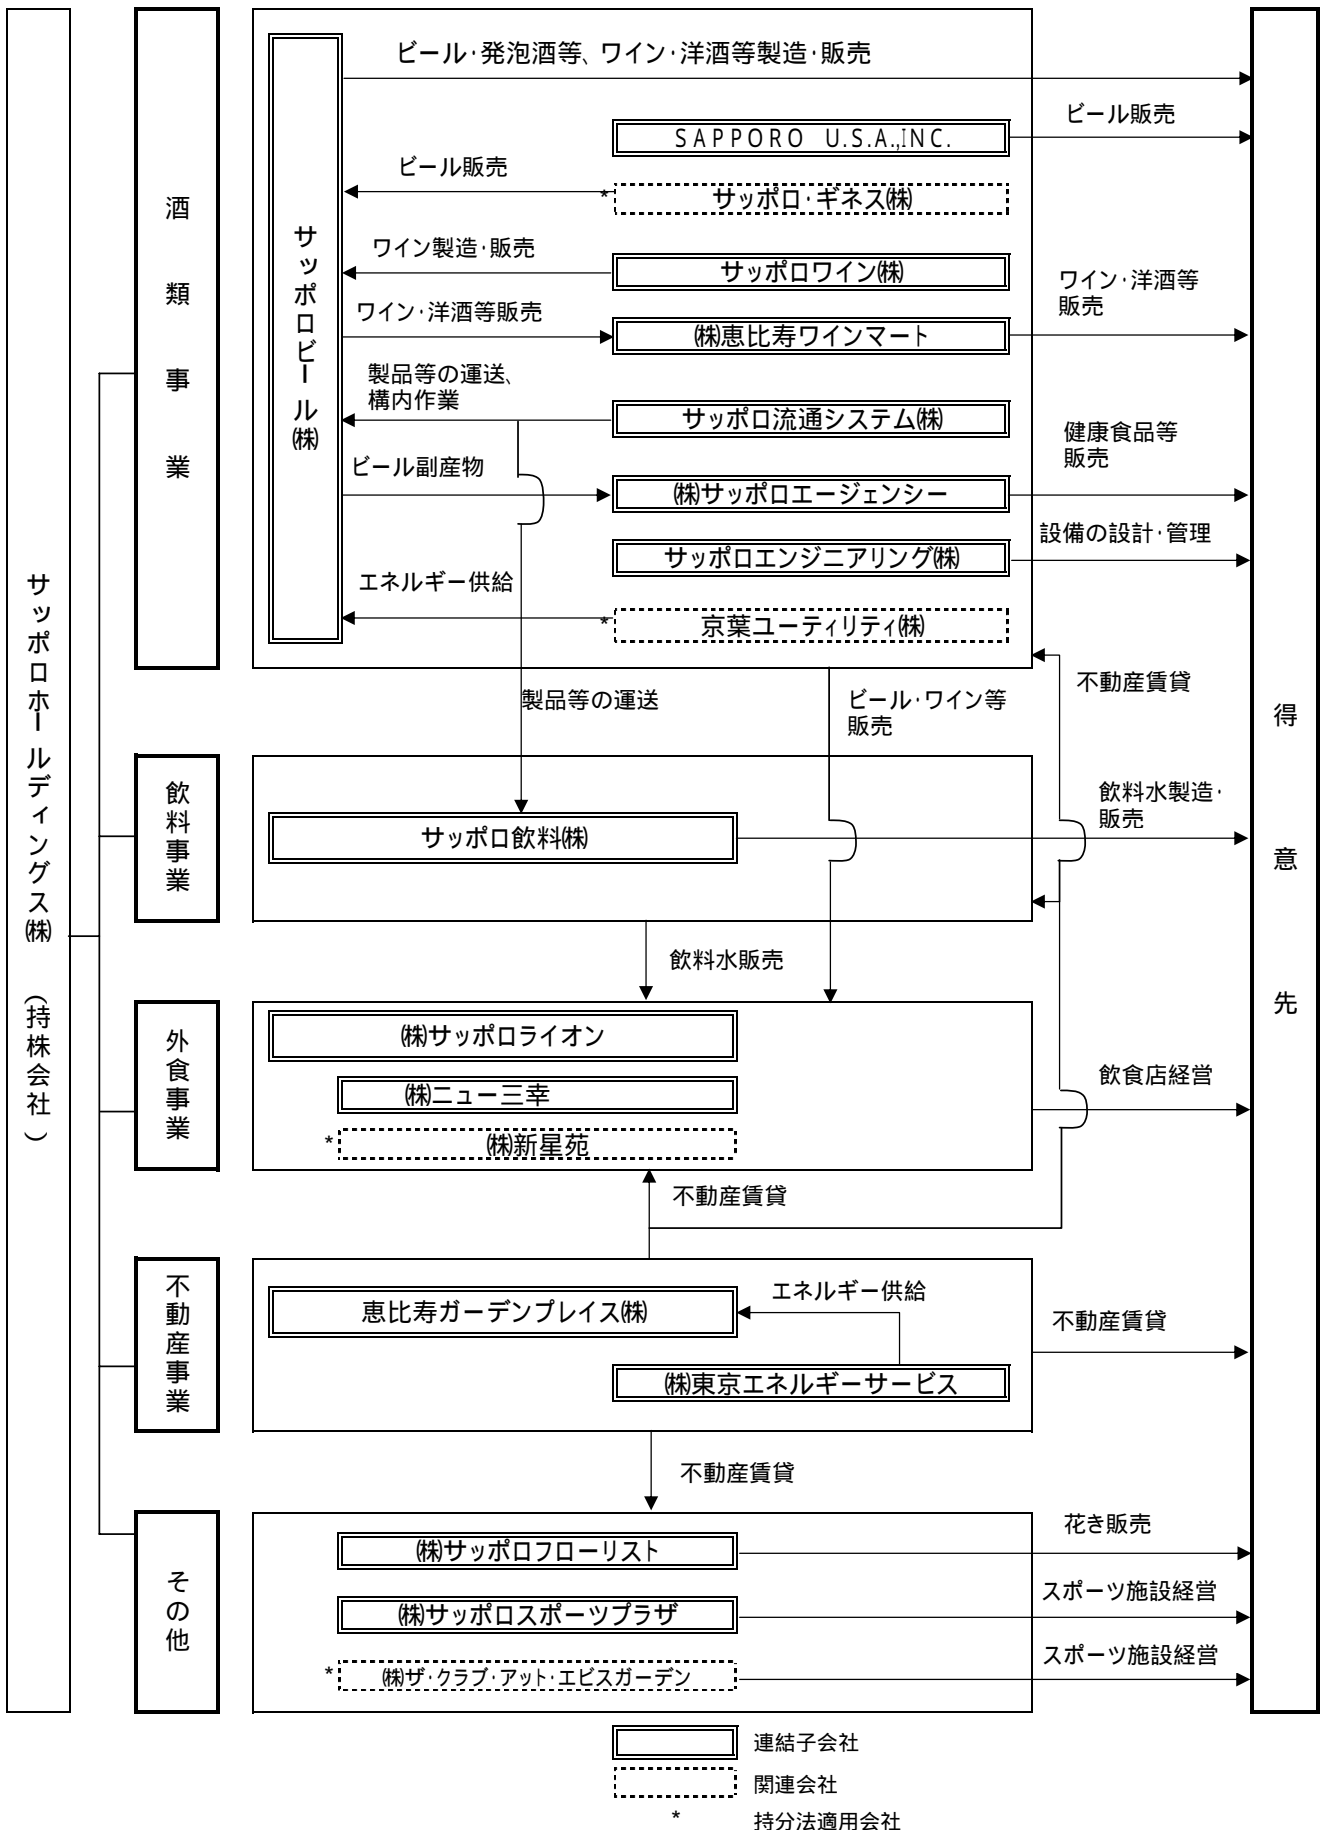 サッポロホールディングス㈱ (持株会社)
酒類事業
サッポロビール㈱
ビール・発泡酒等、ワイン・洋酒等製造・販売
SAPPORO U.S.A.,INC.
ビール販売
ビール販売
*
サッポロ・ギネス㈱
ワイン製造・販売
サッポロワイン㈱
ワイン・洋酒等販売
㈱恵比寿ワインマート
ワイン・洋酒等
販売
製品等の運送、
構内作業
サッポロ流通システム㈱
ビール副産物
㈱サッポロエージェンシー
健康食品等
販売
サッポロエンジニアリング㈱
設備の設計・管理
エネルギー供給
*
京葉ユーティリティ㈱
製品等の運送
ビール・ワイン等
販売
不動産賃貸
飲料事業
サッポロ飲料㈱
飲料水製造・
販売
飲料水販売
外食事業
㈱サッポロライオン
㈱ニュー三幸
*
㈱新星苑
飲食店経営
不動産賃貸
不動産事業
恵比寿ガーデンプレイス㈱
エネルギー供給
㈱東京エネルギーサービス
不動産賃貸
不動産賃貸
その他
㈱サッポロフローリスト
花き販売
㈱サッポロスポーツプラザ
スポーツ施設経営
*
㈱ザ・クラブ・アット・エビスガーデン
スポーツ施設経営
得意先
連結子会社
関連会社
*
持分法適用会社